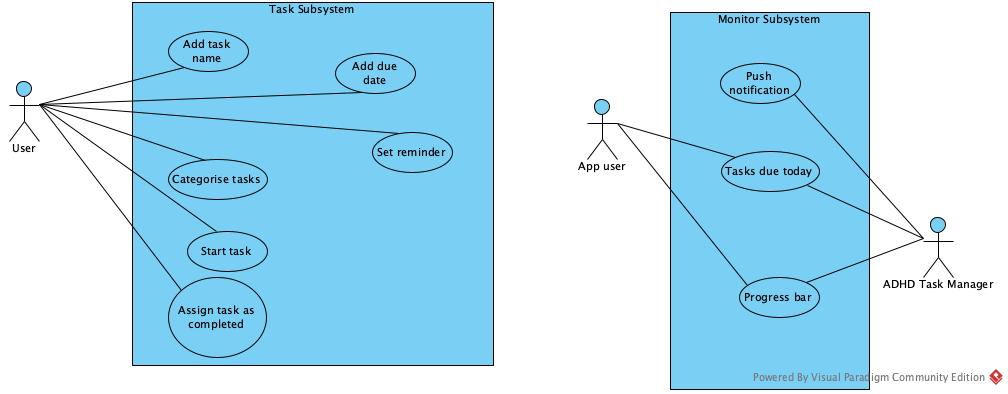 Task Subsystem
Add task
name
Add due
date
User
Set reminder
Categorise tasks
Start task
Assign task as
completed
Monitor Subsystem
Push
notification
App user
Tasks due today
ADHD Task Manager
Progress bar
Powered By Visual Paradigm Community Edition